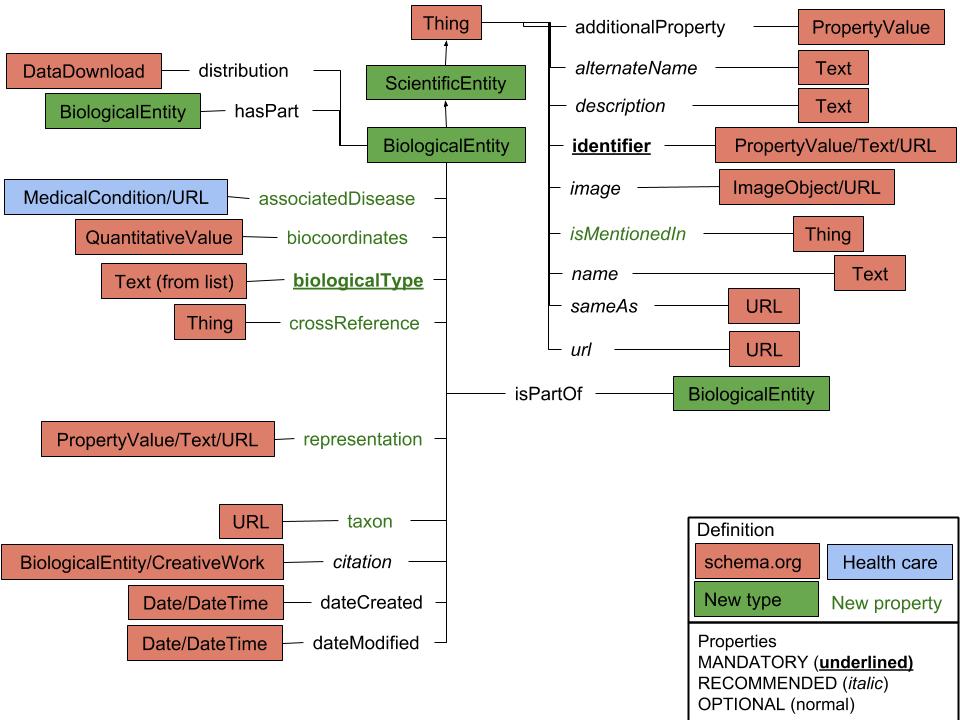 Thing
additionalProperty
PropertyValue
DataDownload
distribution
ScientificEntity
alternateName
Text
BiologicalEntity
hasPart
description
Text
BiologicalEntity
identifier
PropertyValue/Text/URL
MedicalCondition/URL
associatedDisease
image
ImageObject/URL
QuantitativeValue
biocoordinates
isMentionedIn
Thing
Text (from list)
biologicalType
name
Text
Thing
crossReference
sameAs
URL
url
URL
isPartOf
BiologicalEntity
PropertyValue/Text/URL
representation
URL
taxon
BiologicalEntity/CreativeWork
citation
Date/DateTime
dateCreated
Date/DateTime
dateModified
Definition
schema.org
Health care
New type
New property
Properties
MANDATORY (underlined)
RECOMMENDED (italic)
OPTIONAL (normal)